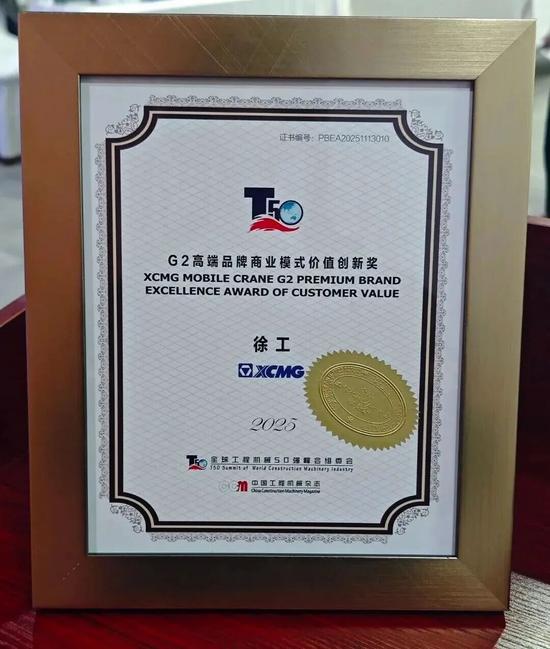 证书编号：PBEA20251113010
T50
G2高端品牌商业模式价值创新奖
XCMG MOBILE CRANE G2 PREMIUM BRAND
EXCELLENCE AWARD OF CUSTOMER VALUE
徐工
XCMG
2025
T50 全球工程机械50强峰会组委会
T50 Summit of World Construction Machinery Industry
CCM 中国工程机械杂志
China Construction Machinery Magazine